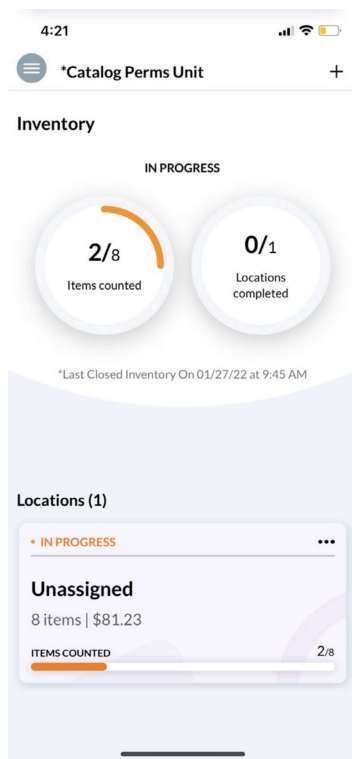 4:21
*Catalog Perms Unit
+
Inventory
IN PROGRESS
2/8
Items counted
0/1
Locations
completed
*Last Closed Inventory On 01/27/22 at 9:45 AM
Locations (1)
• IN PROGRESS
Unassigned
8 items | $81.23
ITEMS COUNTED 2/8